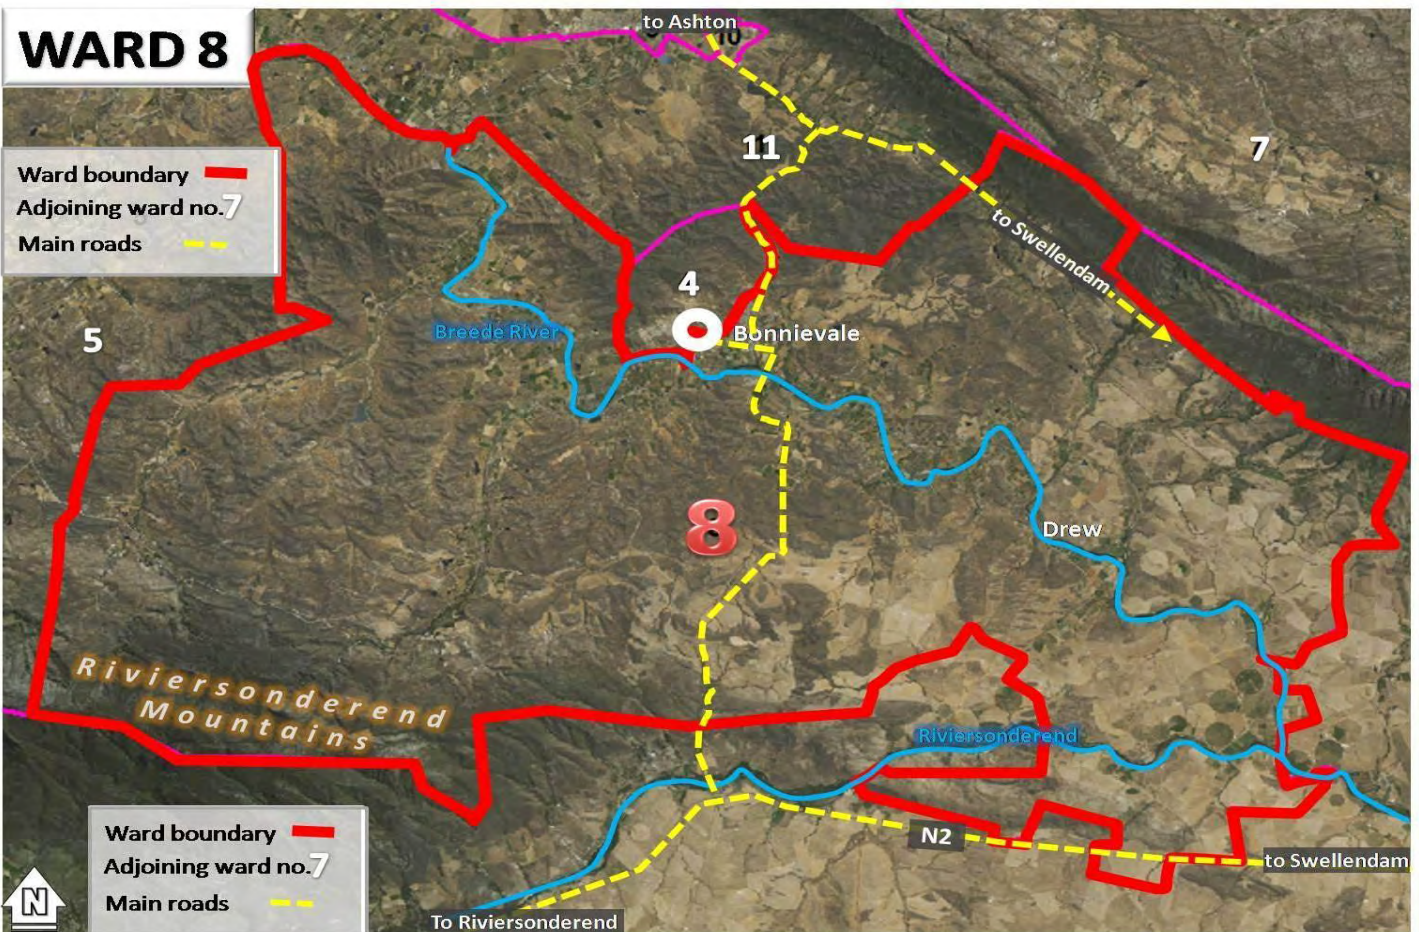 WARD 8
to Ashton
10
11
7
Ward boundary
Adjoining ward no.7
Main roads
to Swellendam
4
5
Breede River
Bonnievale
8
Drew
Riviersonderend
Mountains
Riviersonderend
Ward boundary
Adjoining ward no.7
Main roads
N2
to Swellendam
N
To Riviersonderend